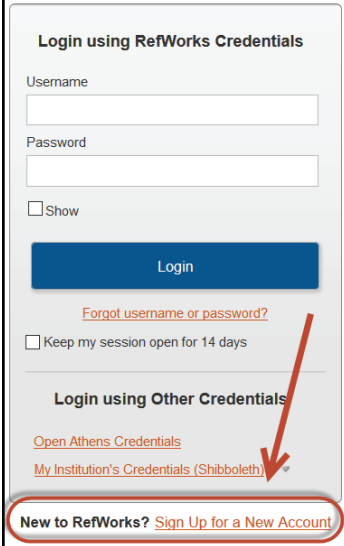 Login using RefWorks Credentials
Username
Password
Show
Login
Forgot username or password?
Keep my session open for 14 days
Login using Other Credentials
Open Athens Credentials
My Institution's Credentials (Shibboleth)
New to RefWorks? Sign Up for a New Account